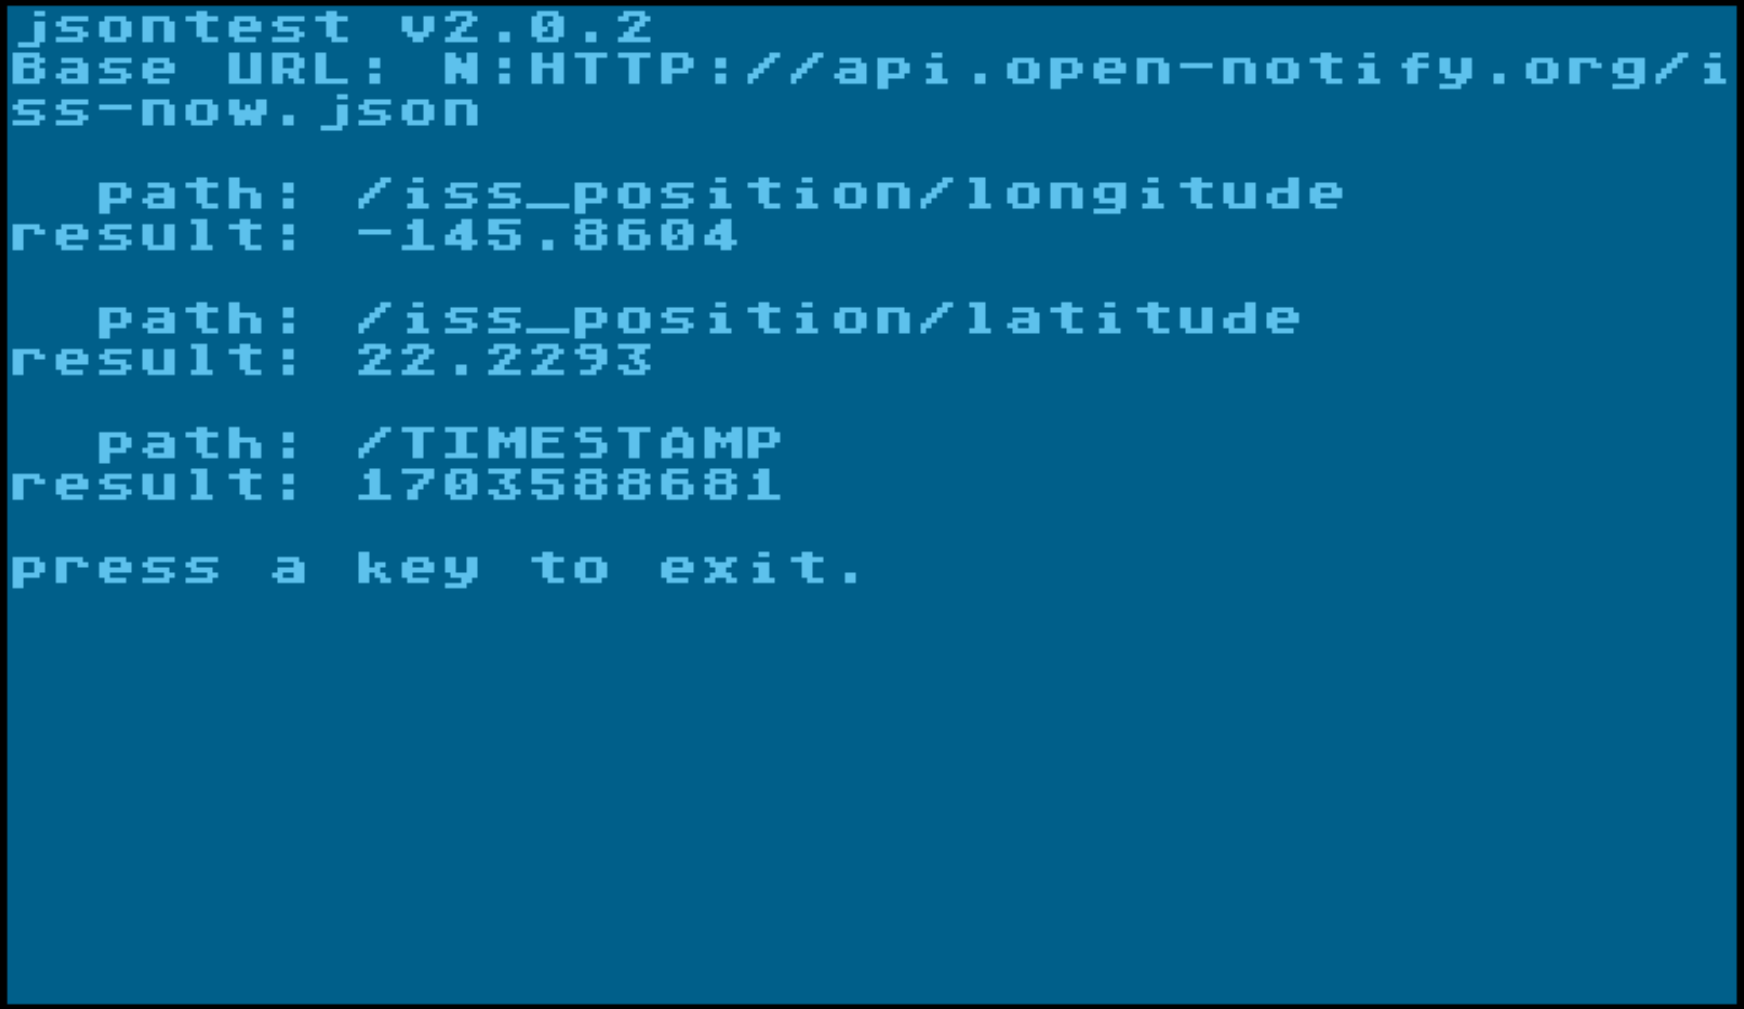 jsontest v2.0.2
Base URL: N:HTTP://api.open-notify.org/i
ss-now.json
path: /iss_position/longitude
result: -145.8604
path: /iss_position/latitude
result: 22.2293
path: /TIMESTAMP
result: 1703588681
press a key to exit.